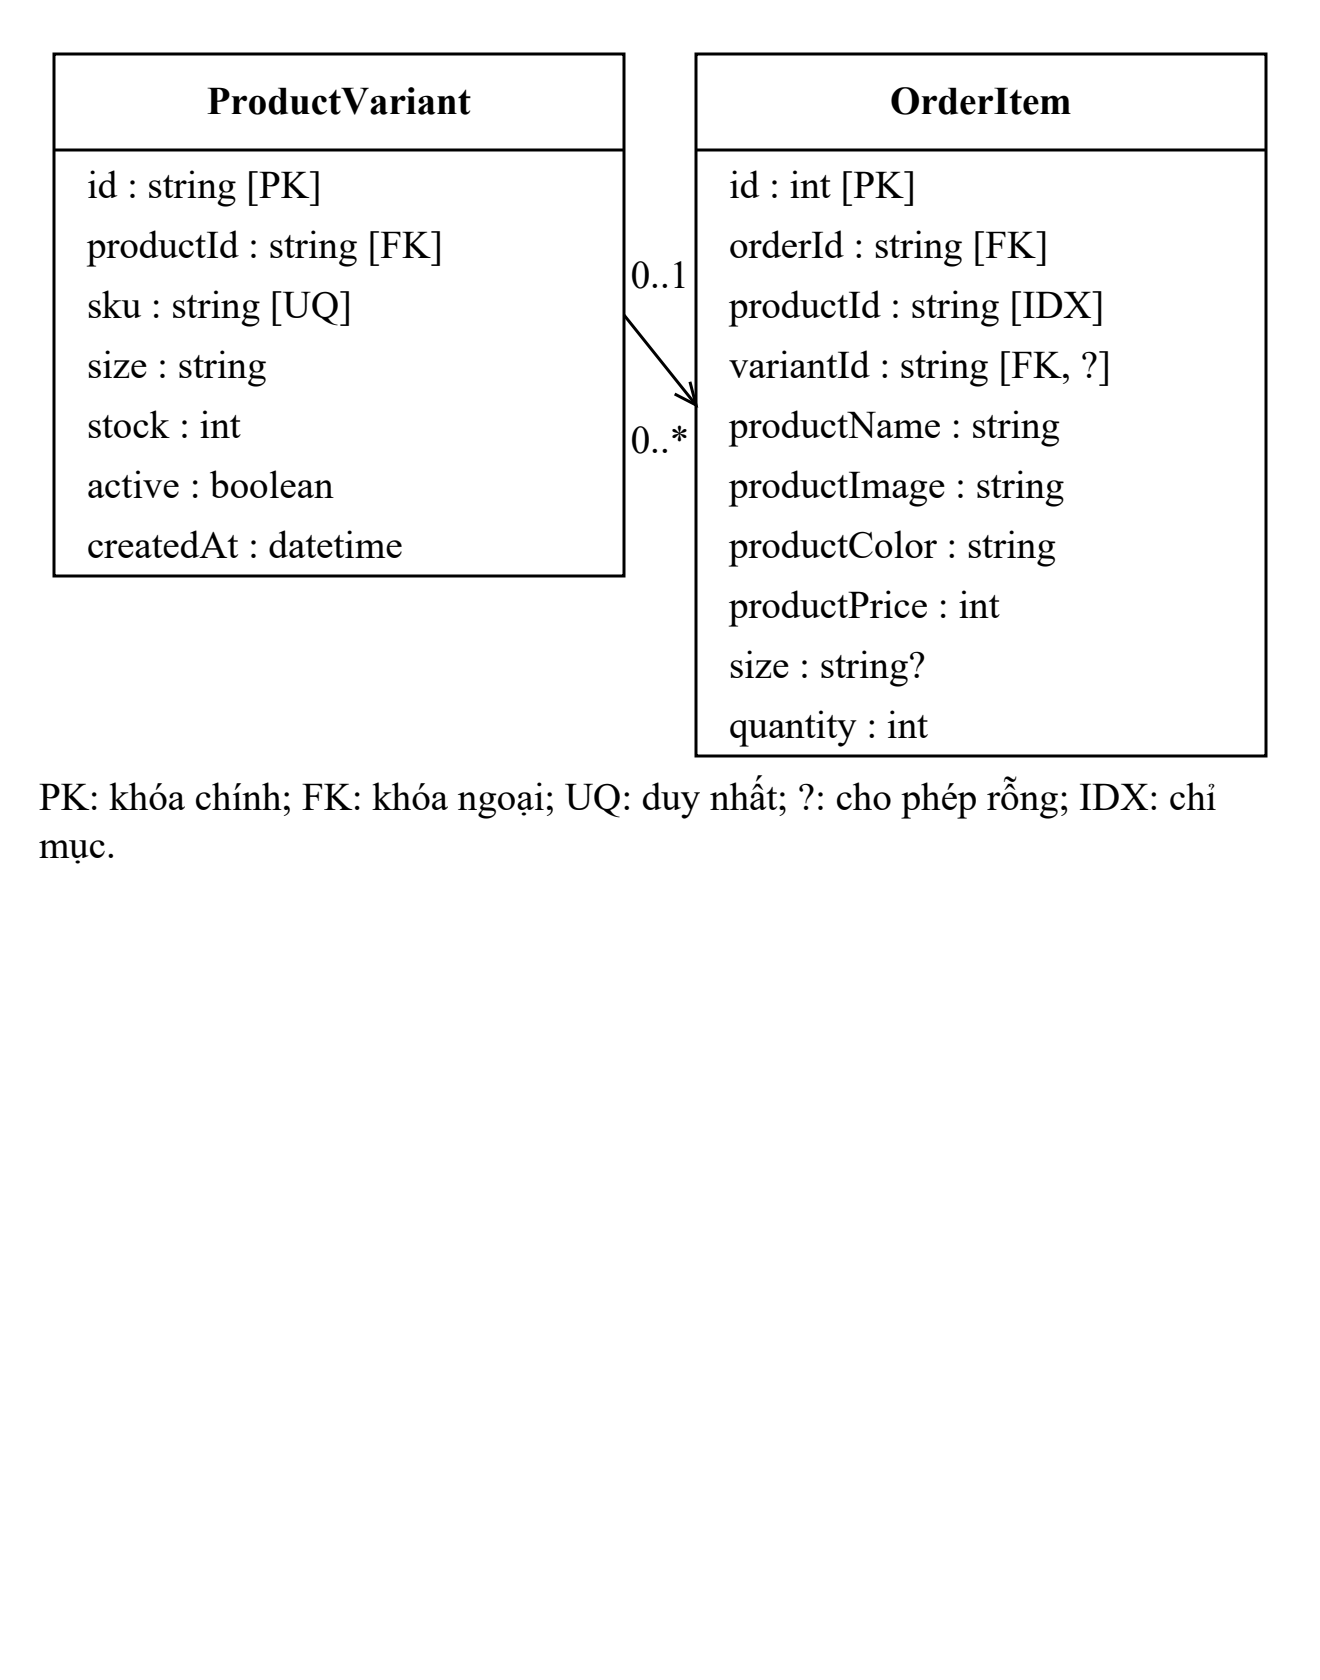 ProductVariant
id : string [PK]
productId : string [FK]
sku : string [UQ]
size : string
stock : int
active : boolean
createdAt : datetime
0..1
0..*
OrderItem
id : int [PK]
orderId : string [FK]
productId : string [IDX]
variantId : string [FK, ?]
productName : string
productImage : string
productColor : string
productPrice : int
size : string?
quantity : int
PK: khóa chính; FK: khóa ngoại; UQ: duy nhất; ?: cho phép rỗng; IDX: chỉ
mục.